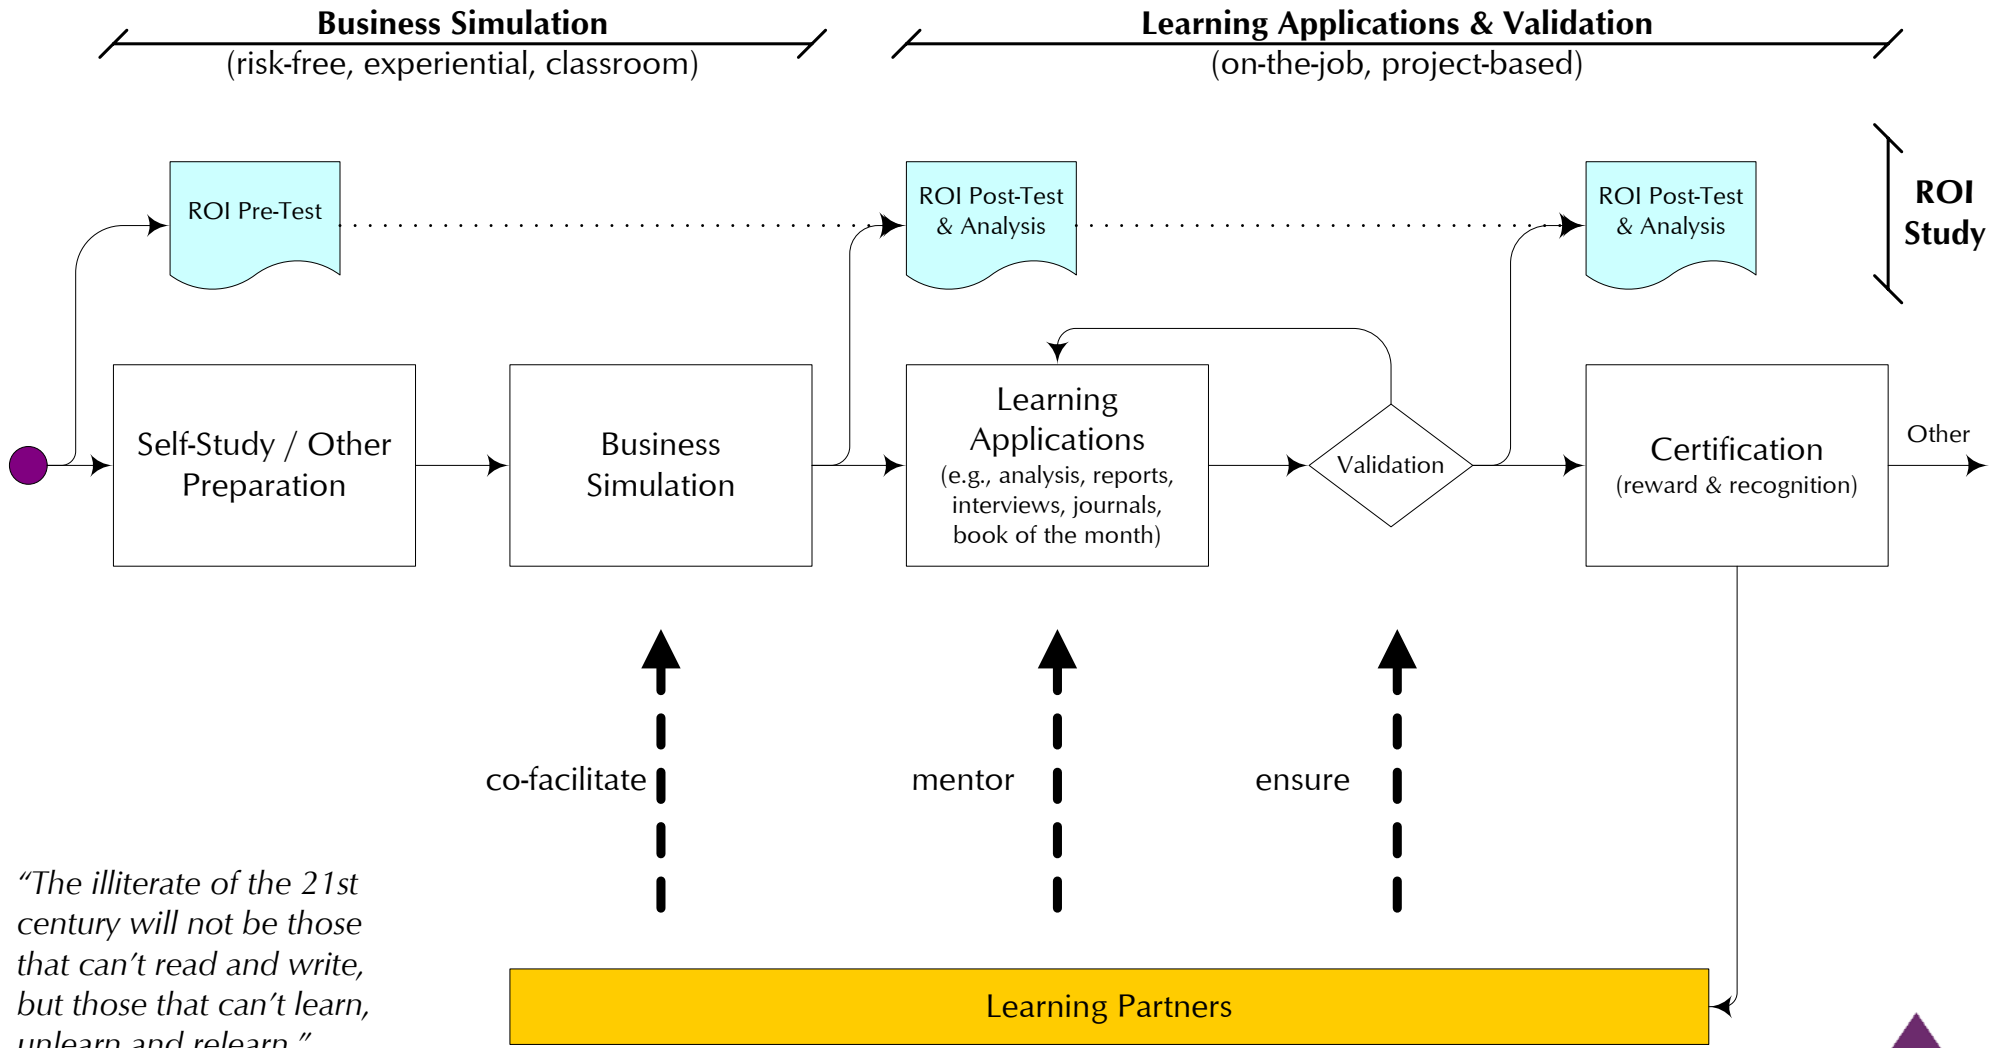 Business Simulation
(risk-free, experiential, classroom)
Learning Applications & Validation
(on-the-job, project-based)
ROI Pre-Test
ROI Post-Test
& Analysis
ROI Post-Test
& Analysis
ROI
Study
Self-Study / Other
Preparation
Business
Simulation
Learning
Applications
(e.g., analysis, reports,
interviews, journals,
book of the month)
Validation
Certification
(reward & recognition)
Other
co-facilitate
mentor
ensure
“The illiterate of the 21st
century will not be those
that can’t read and write,
but those that can’t learn,
unlearn and relearn.”
Learning Partners